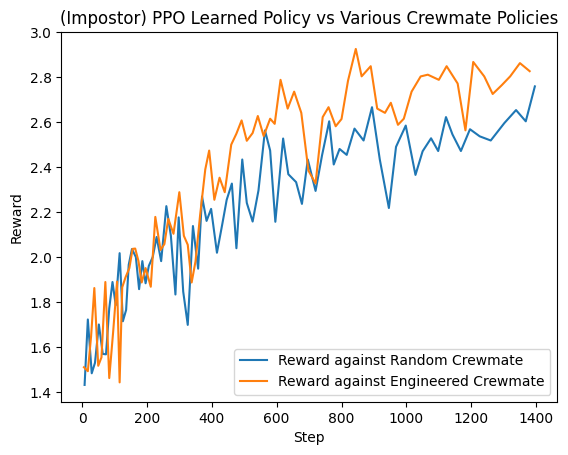 (Impostor) PPO Learned Policy vs Various Crewmate Policies
3.0
2.8
2.6
2.4
2.2
2.0
1.8
1.6
1.4
Reward
0 200 400 600 800 1000 1200 1400
Step
Reward against Random Crewmate
Reward against Engineered Crewmate